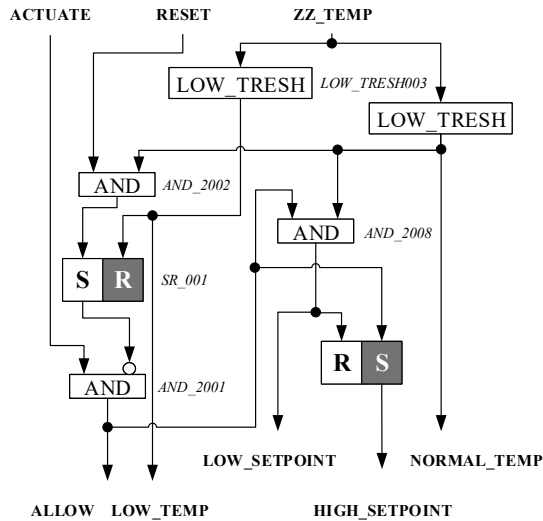 ACTUATE RESET ZZ_TEMP
LOW_TRESH LOW_TRESH003
LOW_TRESH
AND AND_2002
AND AND_2008
S R SR_001
R S
AND AND_2001
LOW_SETPOINT NORMAL_TEMP
ALLOW LOW_TEMP HIGH_SETPOINT